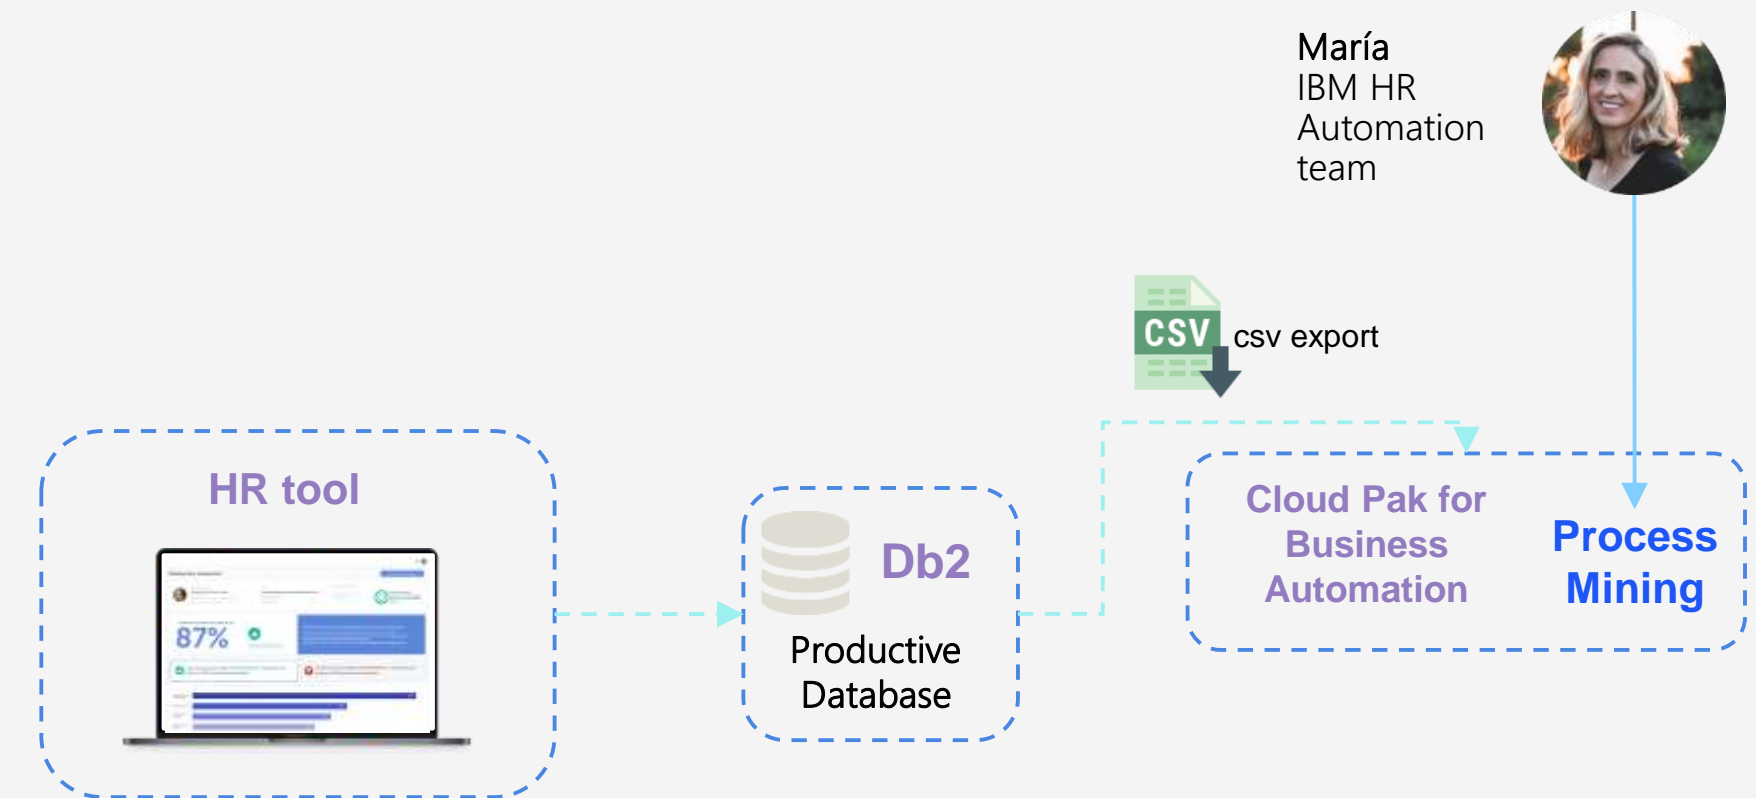 María
IBM HR
Automation
team
CSV
csv export
HR tool
87%
Db2
Productive
Database
Cloud Pak for
Business
Automation
Process
Mining